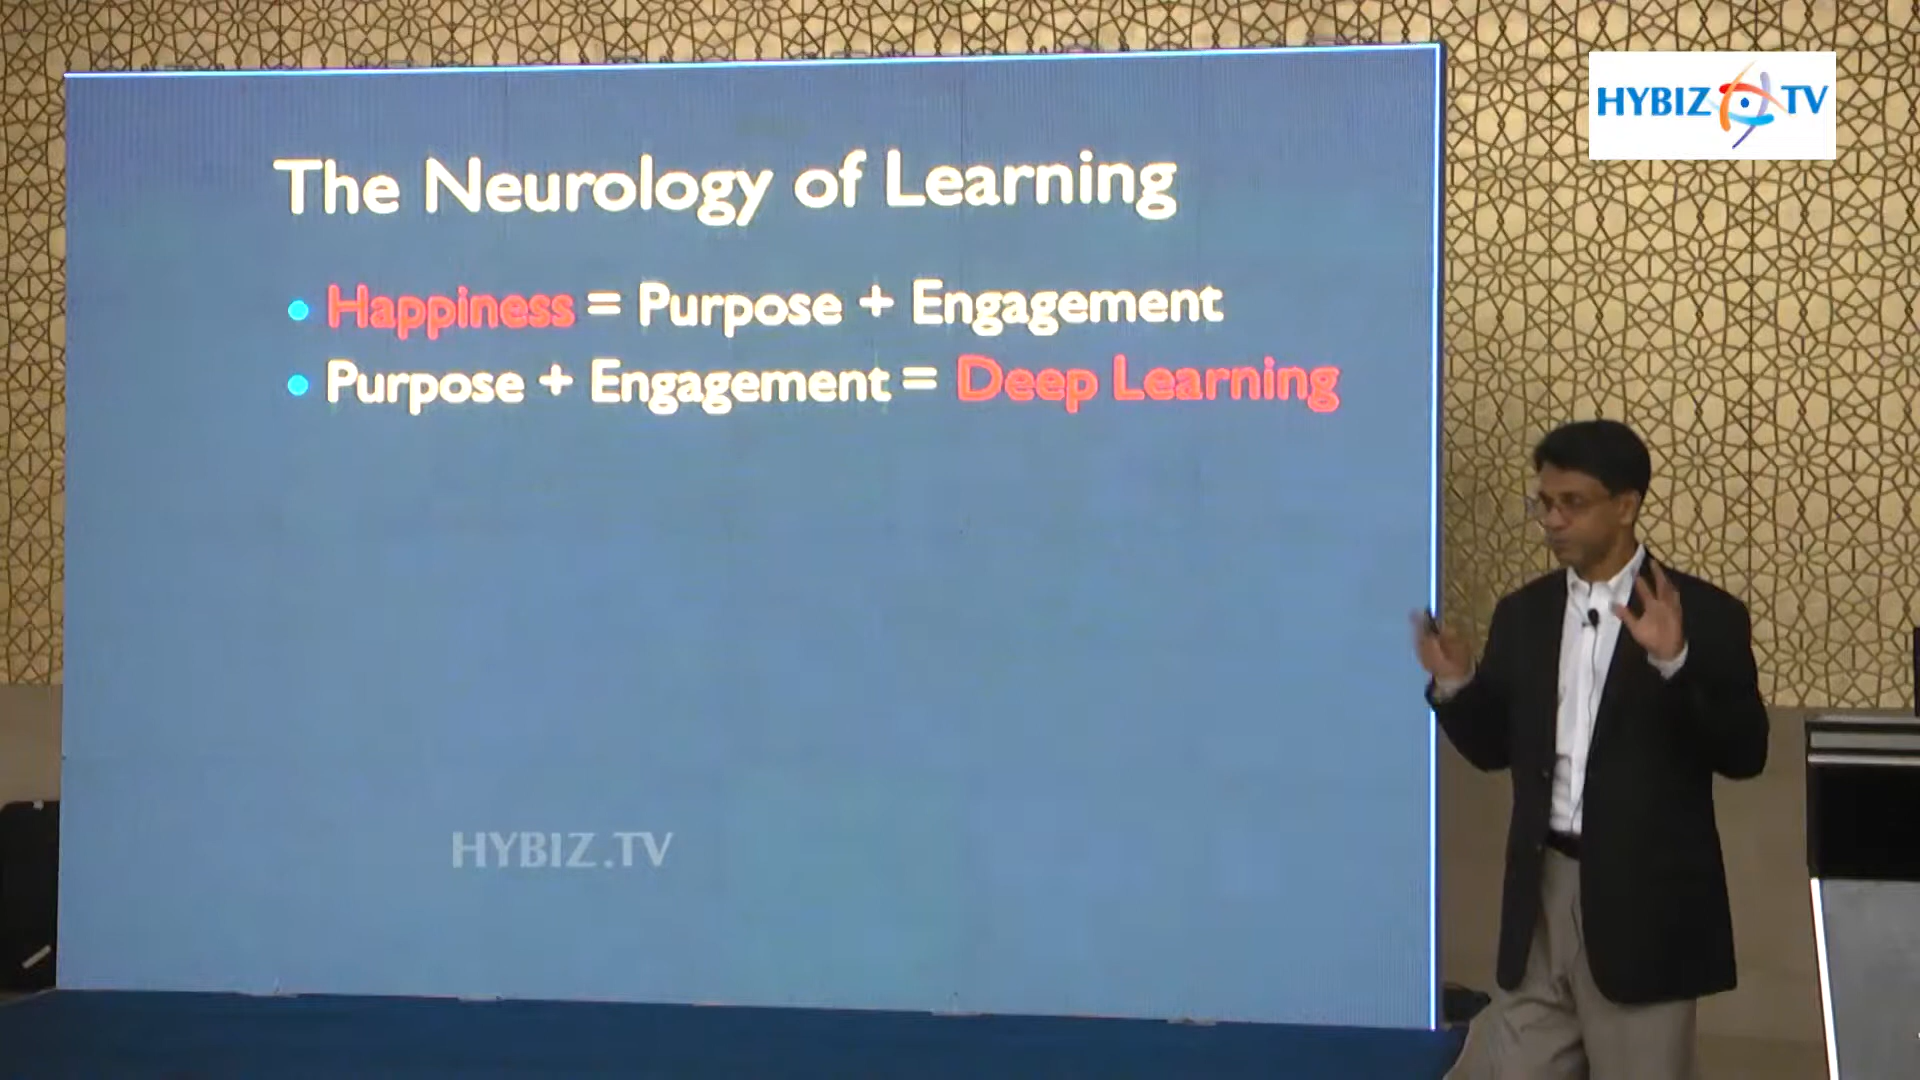 HYBIZ TV
The Neurology of Learning
Happiness = Purpose + Engagement
Purpose + Engagement = Deep Learning
HYBIZ.TV